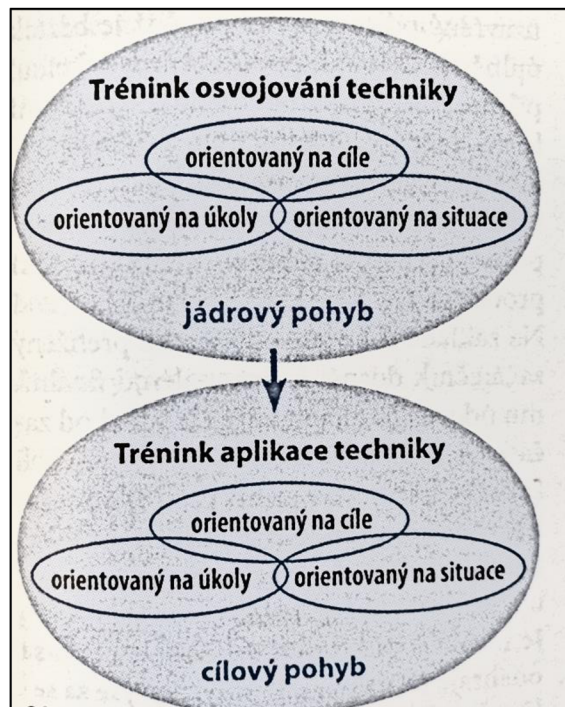 Trénink osvojování techniky
orientovaný na cíle
orientovaný na úkoly
orientovaný na situace
jádrový pohyb
Trénink aplikace techniky
orientovaný na cíle
orientovaný na úkoly
orientovaný na situace
cílový pohyb